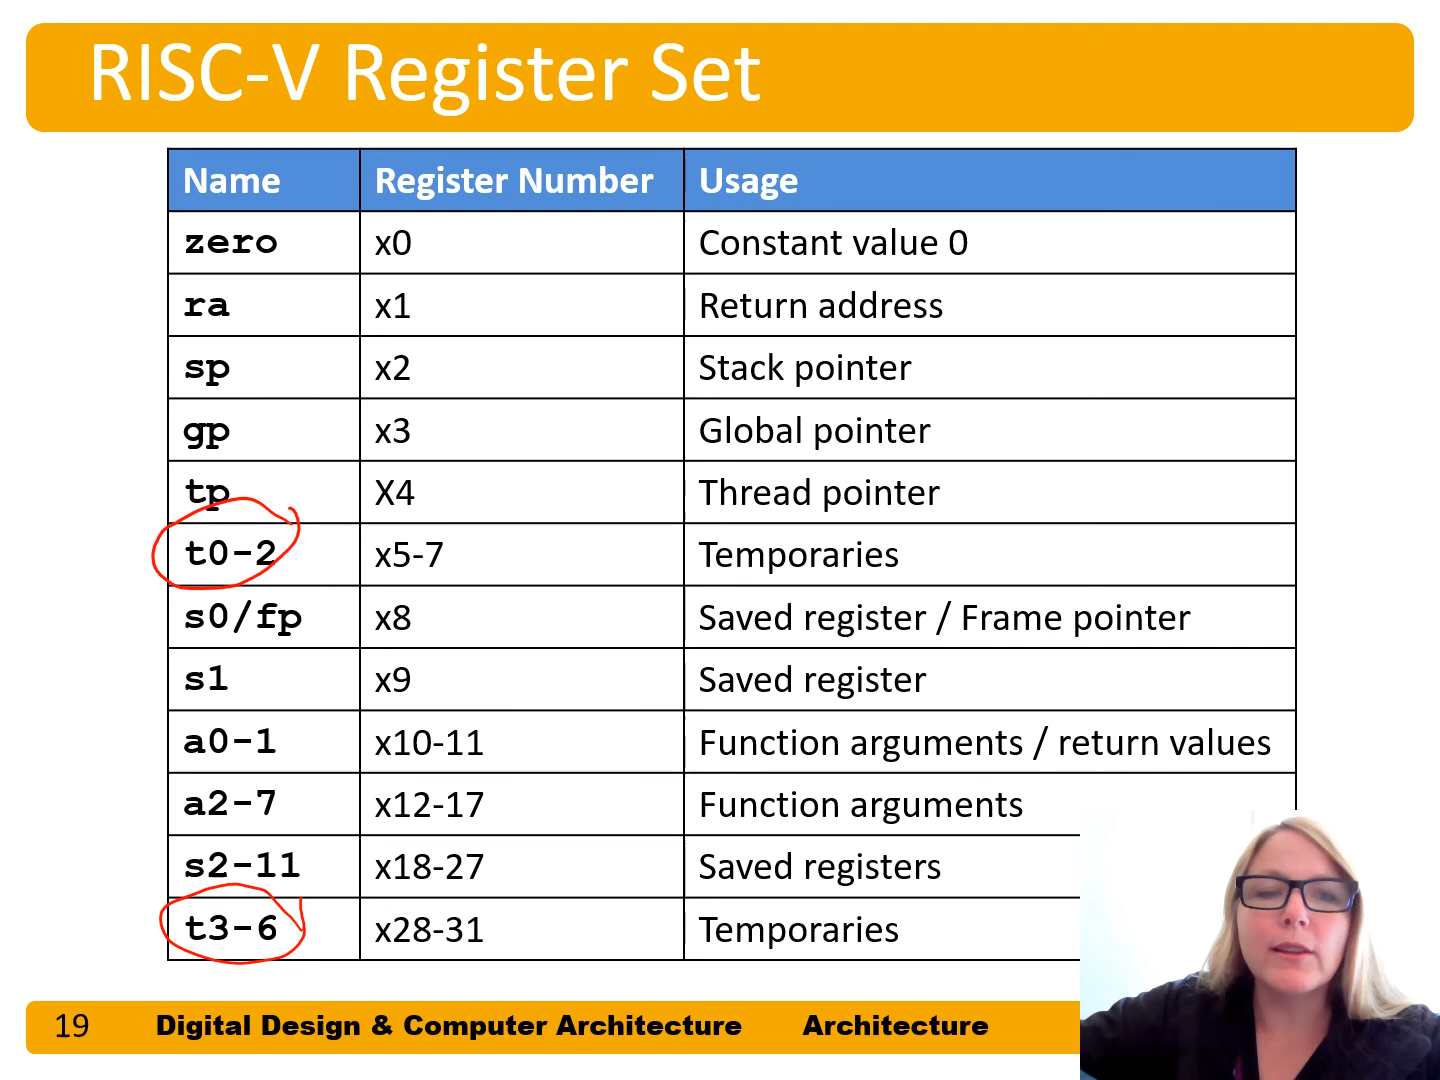 RISC-V Register Set
Name Register Number Usage
zero x0 Constant value 0
ra x1 Return address
sp x2 Stack pointer
gp x3 Global pointer
tp X4 Thread pointer
t0-2 x5-7 Temporaries
s0/fp x8 Saved register / Frame pointer
s1 x9 Saved register
a0-1 x10-11 Function arguments / return values
a2-7 x12-17 Function arguments
s2-11 x18-27 Saved registers
t3-6 x28-31 Temporaries
19 Digital Design & Computer Architecture Architecture